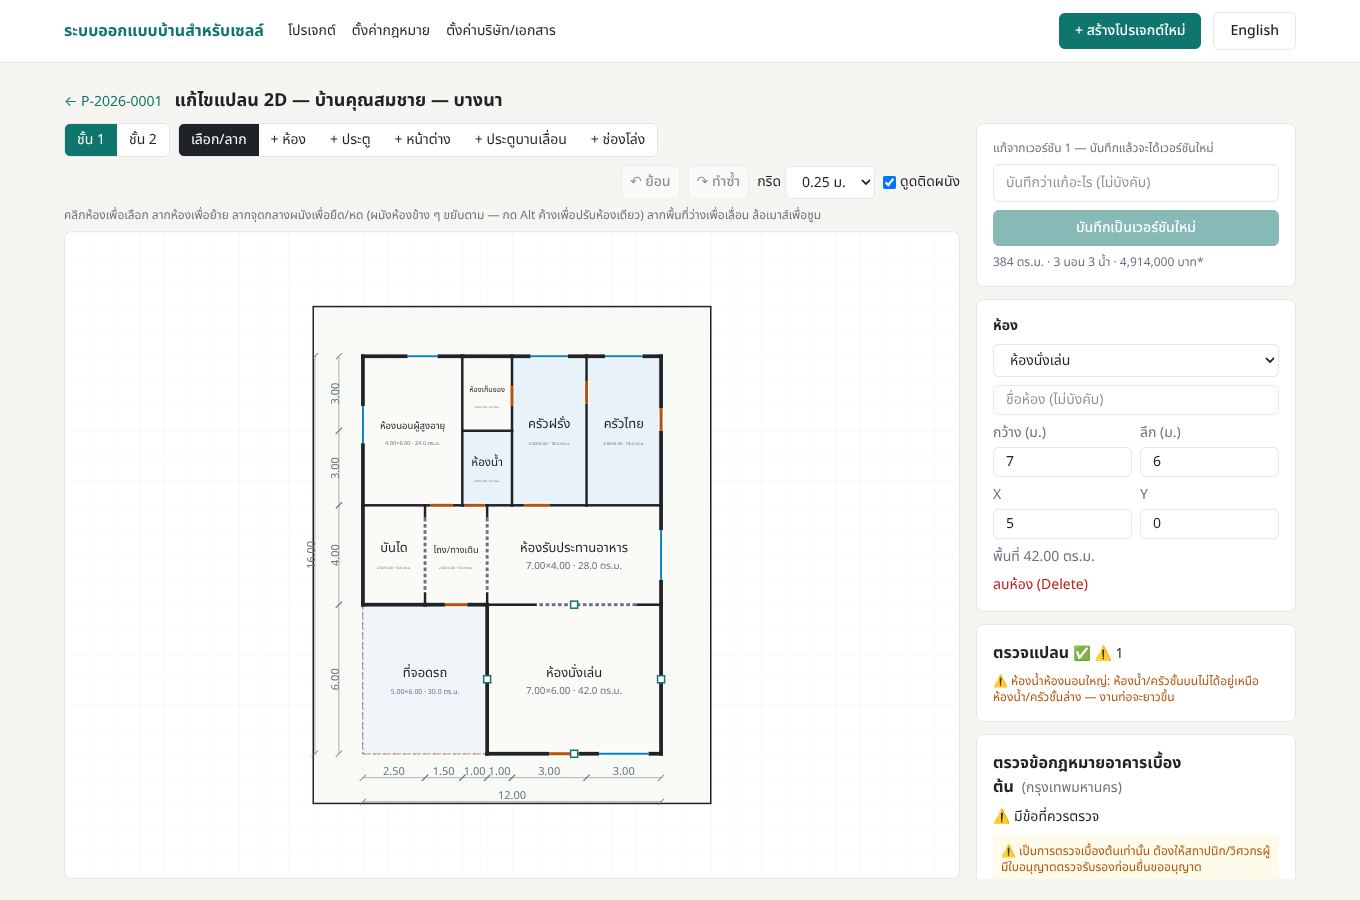 ระบบออกแบบบ้านสำหรับเซลล์
โปรเจกต์
ตั้งค่ากฎหมาย
ตั้งค่าบริษัท/เอกสาร
+ สร้างโปรเจกต์ใหม่
English
← P-2026-0001
แก้ไขแปลน 2D — บ้านคุณสมชาย — บางนา
ชั้น 1
ชั้น 2
เลือก/ลาก
+ ห้อง
+ ประตู
+ หน้าต่าง
+ ประตูบานเลื่อน
+ ช่องโล่ง
↶ ย้อน
↷ ทำซ้ำ
กริด
0.25 ม.
ดูดติดผนัง
คลิกห้องเพื่อเลือก ลากห้องเพื่อย้าย ลากจุดกลางผนังเพื่อยืด/หด (ผนังห้องข้าง ๆ ขยับตาม — กด Alt ค้างเพื่อปรับห้องเดียว) ลากพื้นที่ว่างเพื่อเลื่อน ล้อเมาส์เพื่อซูม
ห้องนอนผู้สูงอายุ
4.00×6.00 · 24.0 ตร.ม.
ห้องเก็บของ
ห้องน้ำ
ครัวฝรั่ง
3.00×6.00 · 18.0 ตร.ม.
ครัวไทย
3.00×6.00 · 18.0 ตร.ม.
บันได
โถง/ทางเดิน
ห้องรับประทานอาหาร
7.00×4.00 · 28.0 ตร.ม.
ที่จอดรถ
5.00×6.00 · 30.0 ตร.ม.
ห้องนั่งเล่น
7.00×6.00 · 42.0 ตร.ม.
3.00
3.00
4.00
6.00
16.00
2.50
1.50
1.00
1.00
3.00
3.00
12.00
แก้จากเวอร์ชัน 1 — บันทึกแล้วจะได้เวอร์ชันใหม่
บันทึกว่าแก้อะไร (ไม่บังคับ)
บันทึกเป็นเวอร์ชันใหม่
384 ตร.ม. · 3 นอน 3 น้ำ · 4,914,000 บาท*
ห้อง
ห้องนั่งเล่น
ชื่อห้อง (ไม่บังคับ)
กว้าง (ม.)
ลึก (ม.)
7
6
X
Y
5
0
พื้นที่ 42.00 ตร.ม.
ลบห้อง (Delete)
ตรวจแปลน ✅ ⚠️ 1
⚠️ ห้องน้ำห้องนอนใหญ่: ห้องน้ำ/ครัวชั้นบนไม่ได้อยู่เหนือ
ห้องน้ำ/ครัวชั้นล่าง — งานท่อจะยาวขึ้น
ตรวจข้อกฎหมายอาคารเบื้อง
ต้น (กรุงเทพมหานคร)
⚠️ มีข้อที่ควรตรวจ
⚠️ เป็นการตรวจเบื้องต้นเท่านั้น ต้องให้สถาปนิก/วิศวกรผู้
มีใบอนุญาตตรวจรับรองก่อนยื่นขออนุญาต